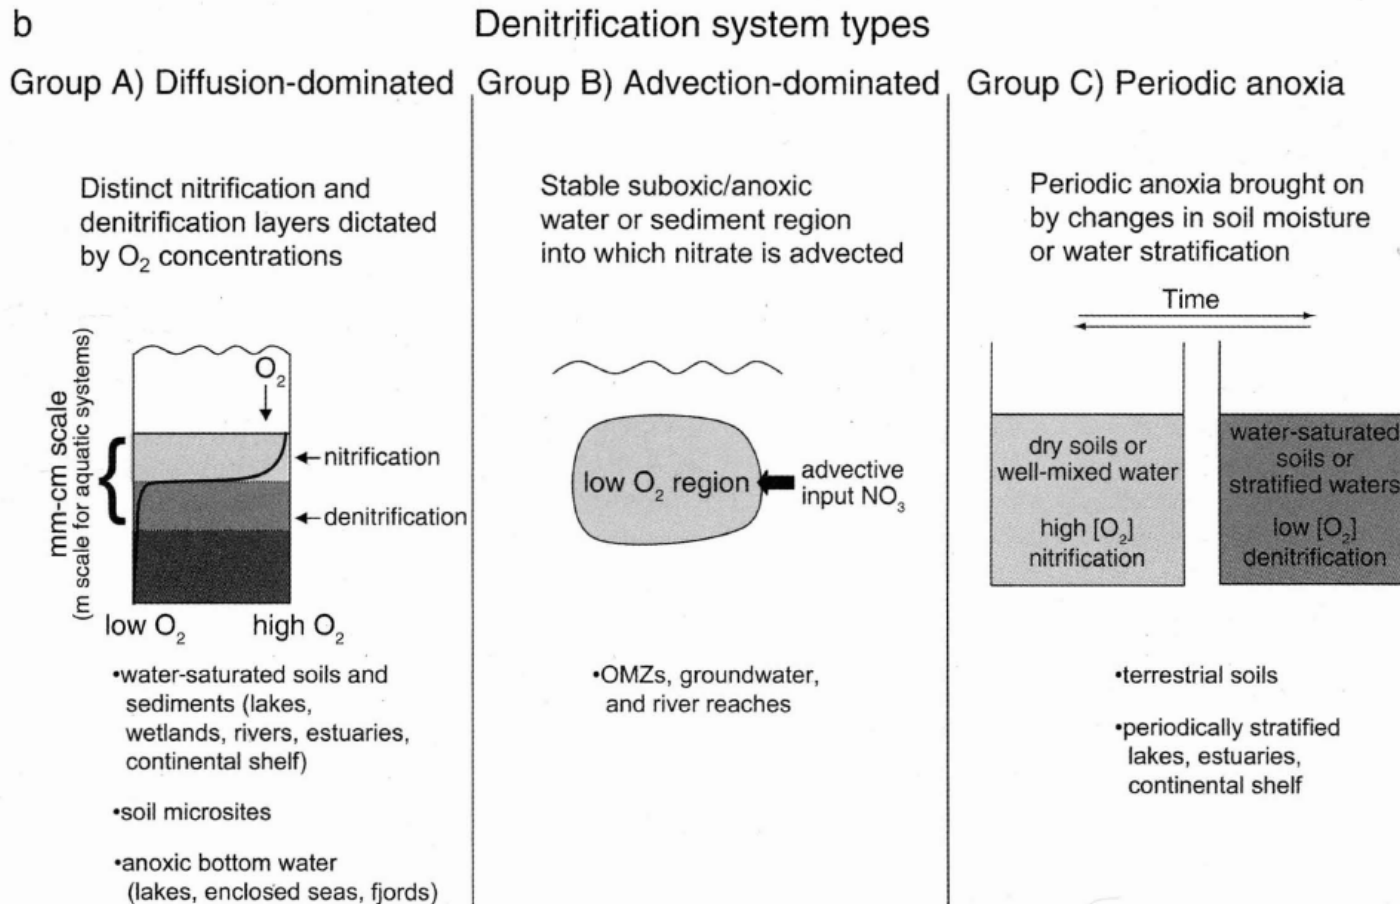 b
Denitrification system types
Group A) Diffusion-dominated
Distinct nitrification and
denitrification layers dictated
by O₂ concentrations
mm-cm scale
(m scale for aquatic systems)
O₂
nitrification
denitrification
low O₂
high O₂
•water-saturated soils and
sediments (lakes,
wetlands, rivers, estuaries,
continental shelf)
•soil microsites
•anoxic bottom water
(lakes, enclosed seas, fjords)
Group B) Advection-dominated
Stable suboxic/anoxic
water or sediment region
into which nitrate is advected
low O₂ region
advective
input NO₃
•OMZs, groundwater,
and river reaches
Group C) Periodic anoxia
Periodic anoxia brought on
by changes in soil moisture
or water stratification
Time
dry soils or
well-mixed water
high [O₂]
nitrification
water-saturated
soils or
stratified waters
low [O₂]
denitrification
•terrestrial soils
•periodically stratified
lakes, estuaries,
continental shelf